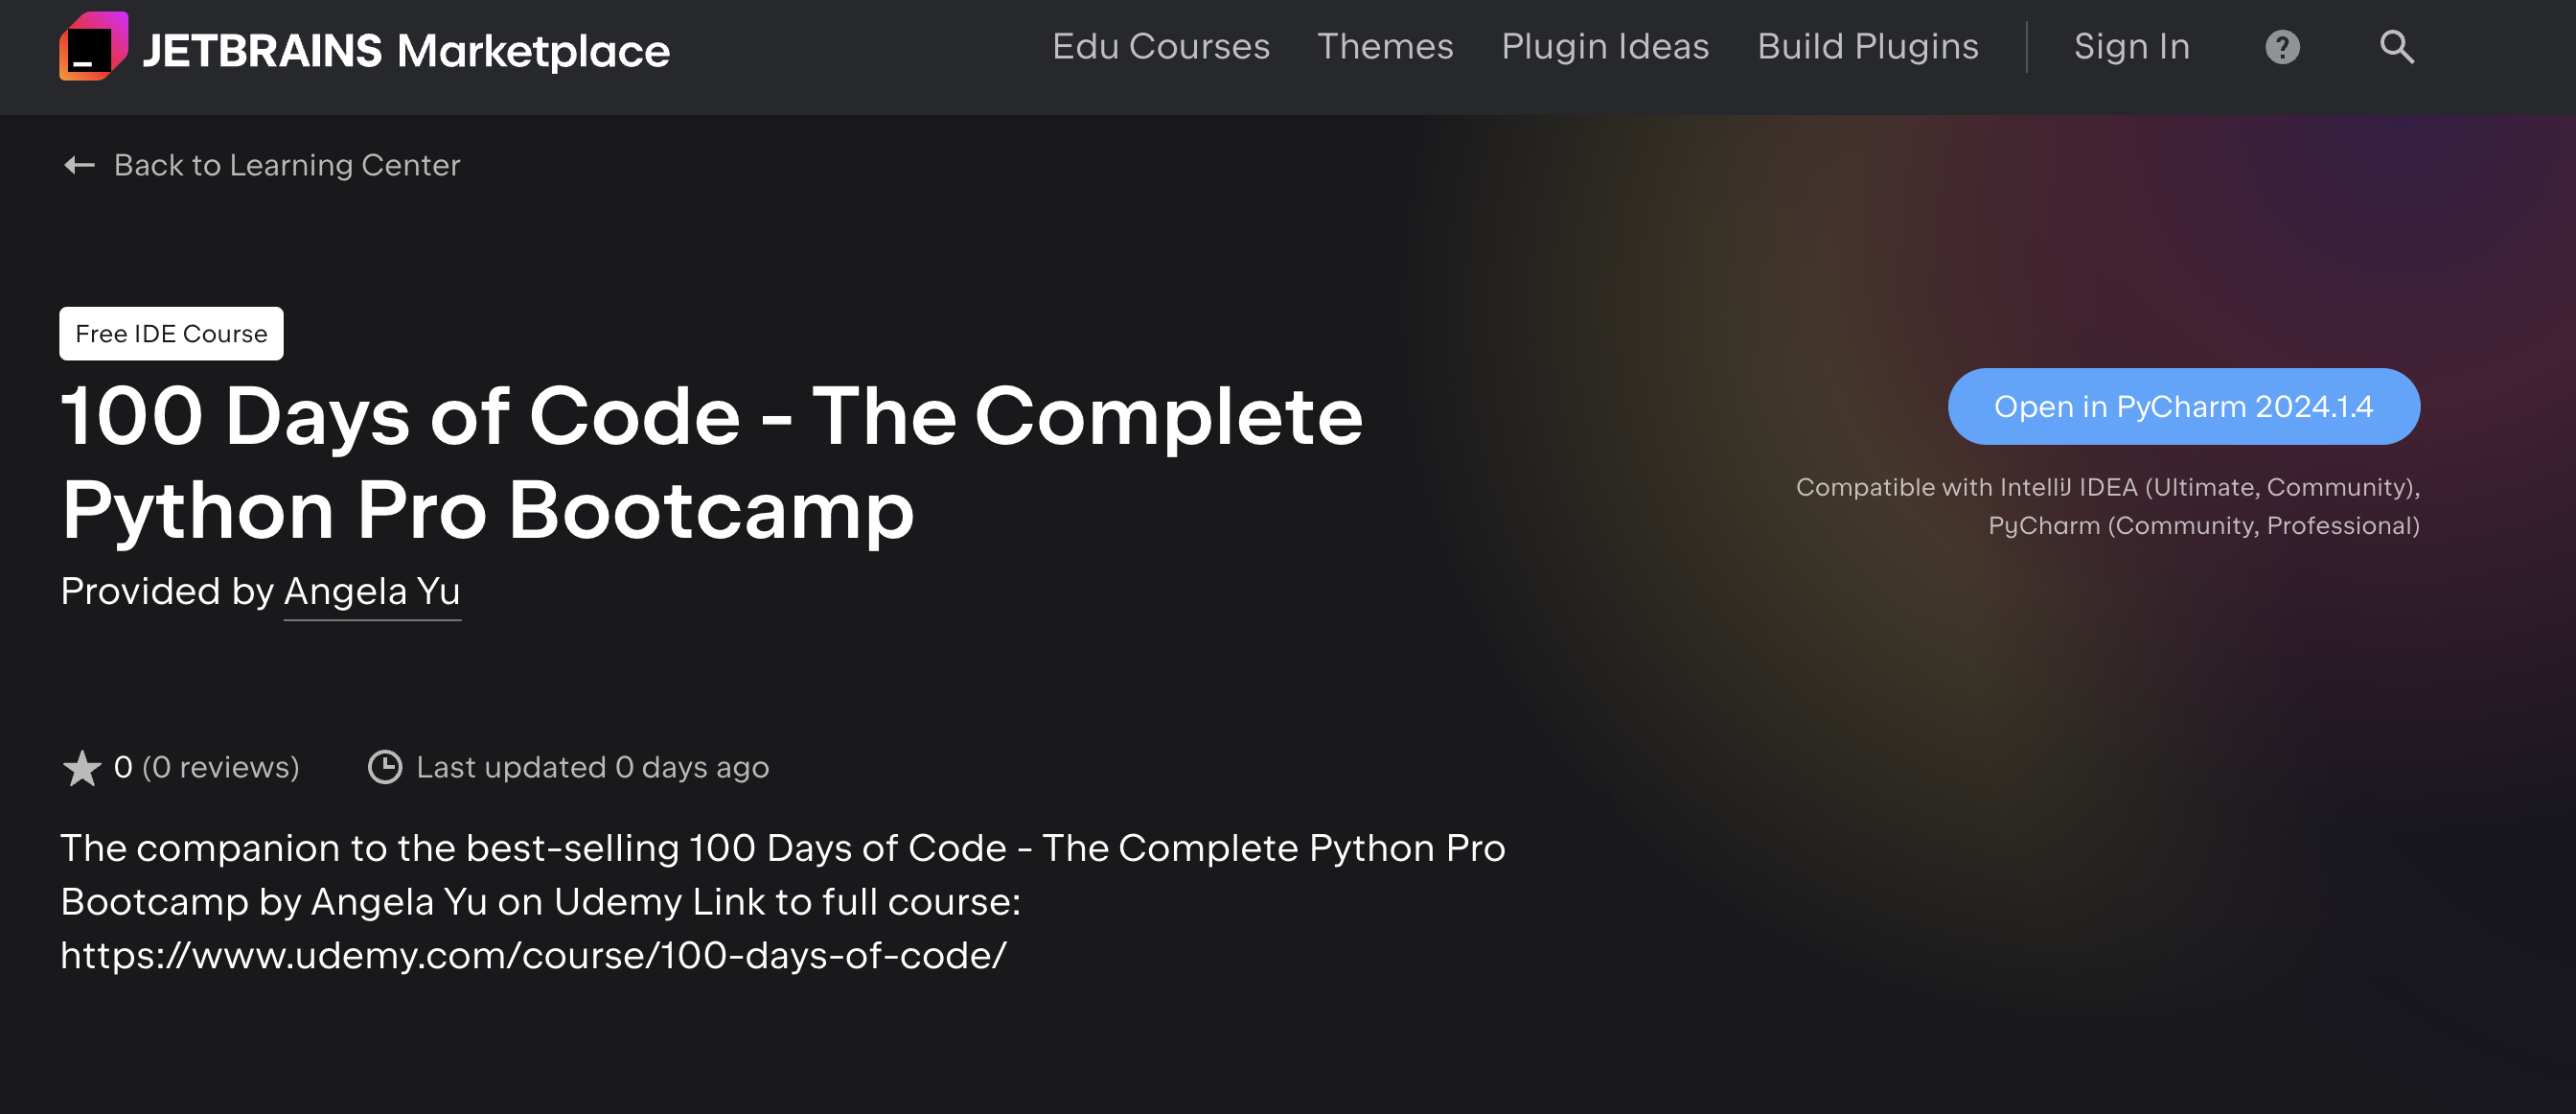 JETBRAINS Marketplace
Edu Courses Themes Plugin Ideas Build Plugins Sign In ?
Back to Learning Center
Free IDE Course
100 Days of Code - The Complete
Python Pro Bootcamp
Provided by Angela Yu
Open in PyCharm 2024.1.4
Compatible with IntelliJ IDEA (Ultimate, Community),
PyCharm (Community, Professional)
0 (0 reviews) Last updated 0 days ago
The companion to the best-selling 100 Days of Code - The Complete Python Pro
Bootcamp by Angela Yu on Udemy Link to full course:
https://www.udemy.com/course/100-days-of-code/